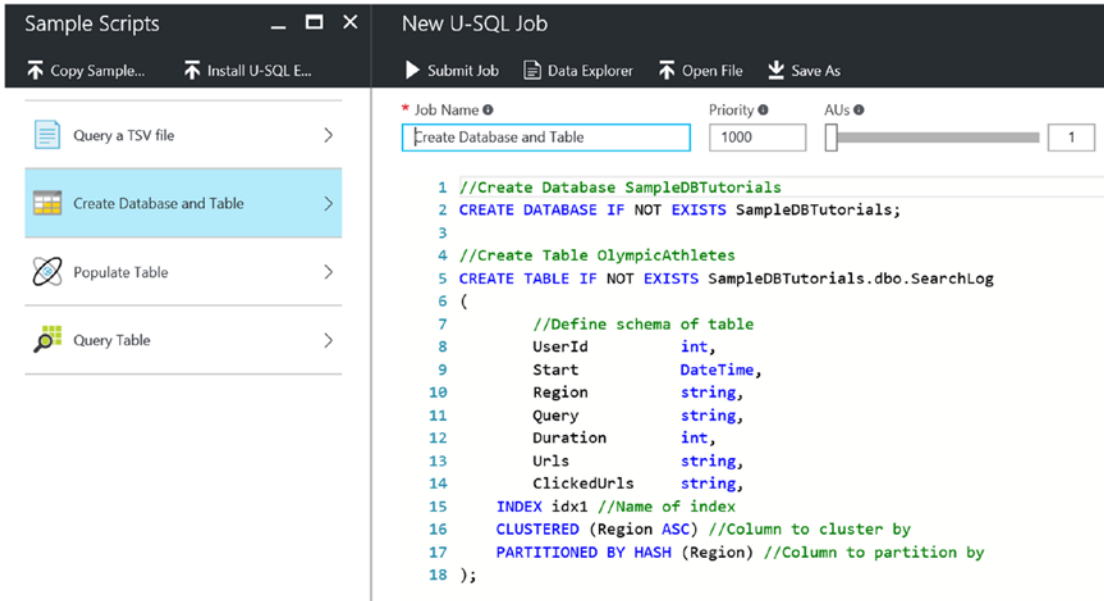 Sample Scripts
Copy Sample...
Install U-SQL E...
Query a TSV file
Create Database and Table
Populate Table
Query Table
New U-SQL Job
Submit Job
Data Explorer
Open File
Save As
* Job Name
Priority
AUs
Create Database and Table
1000
1
1 //Create Database SampleDBTutorials
2 CREATE DATABASE IF NOT EXISTS SampleDBTutorials;
3
4 //Create Table OlympicAthletes
5 CREATE TABLE IF NOT EXISTS SampleDBTutorials.dbo.SearchLog
6 (
7 //Define schema of table
8 UserId int,
9 Start DateTime,
10 Region string,
11 Query string,
12 Duration int,
13 Urls string,
14 ClickedUrls string,
15 INDEX idx1 //Name of index
16 CLUSTERED (Region ASC) //Column to cluster by
17 PARTITIONED BY HASH (Region) //Column to partition by
18 );